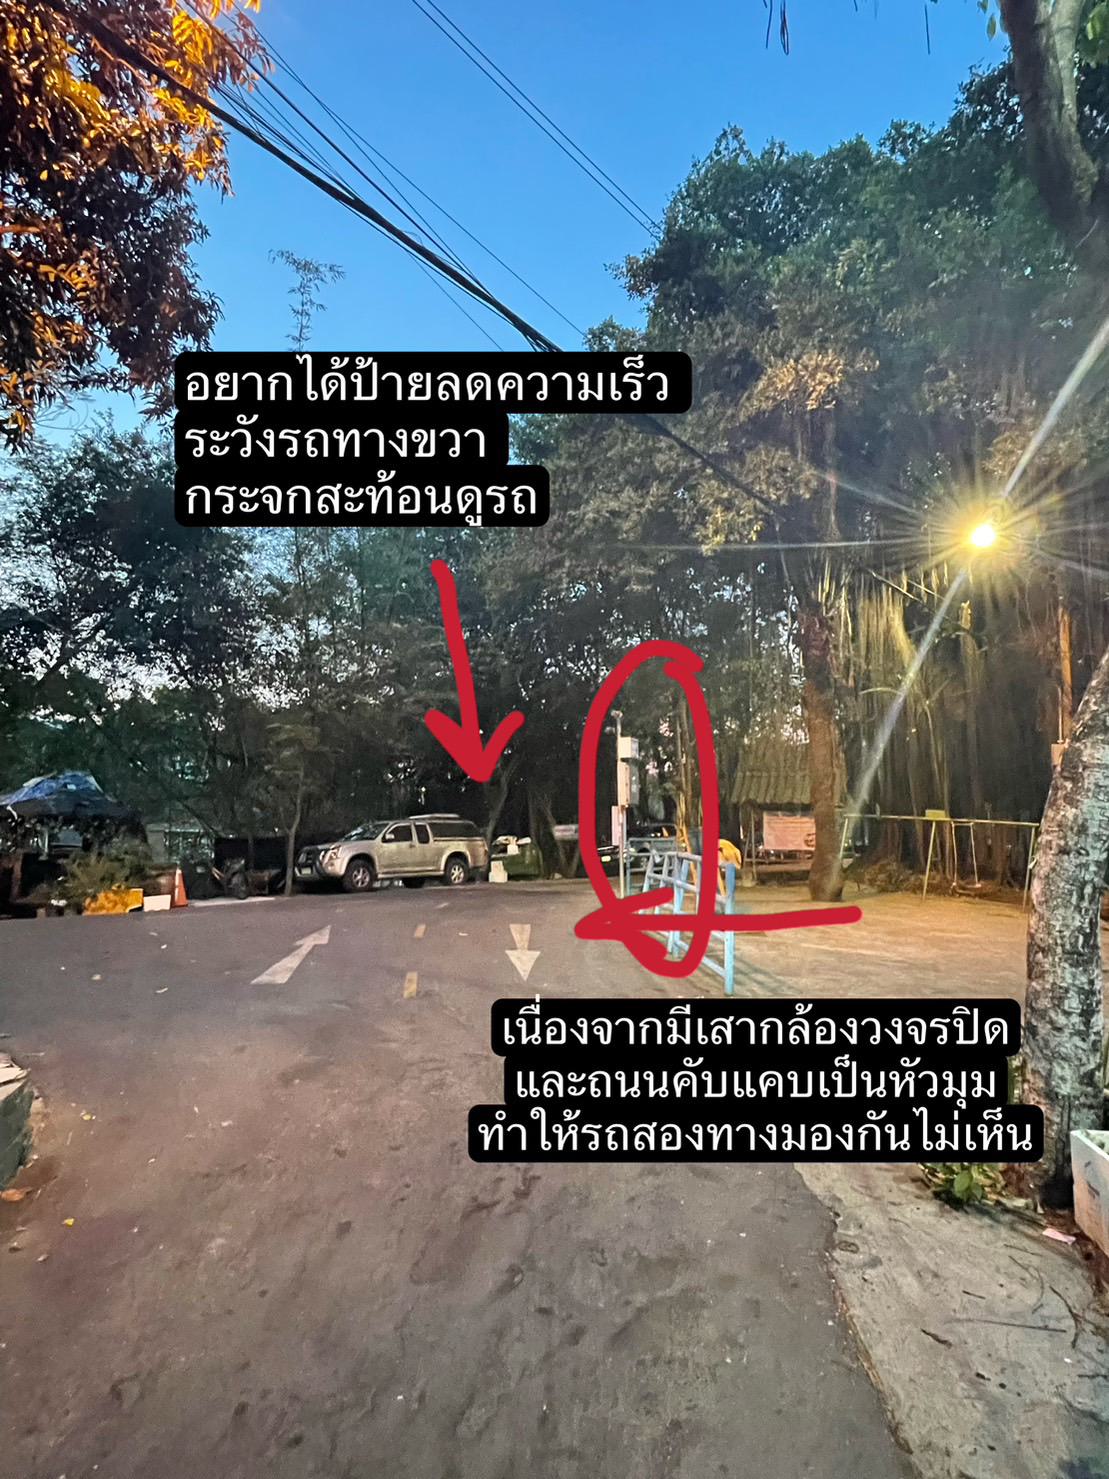 อยากได้ป้ายลดความเร็ว
ระวังรถทางขวา
กระจกสะท้อนดูรถ
เนื่องจากมีเสากล้องวงจรปิด
และถนนคับแคบเป็นหัวมุม
ทำให้รถสองทางมองกันไม่เห็น